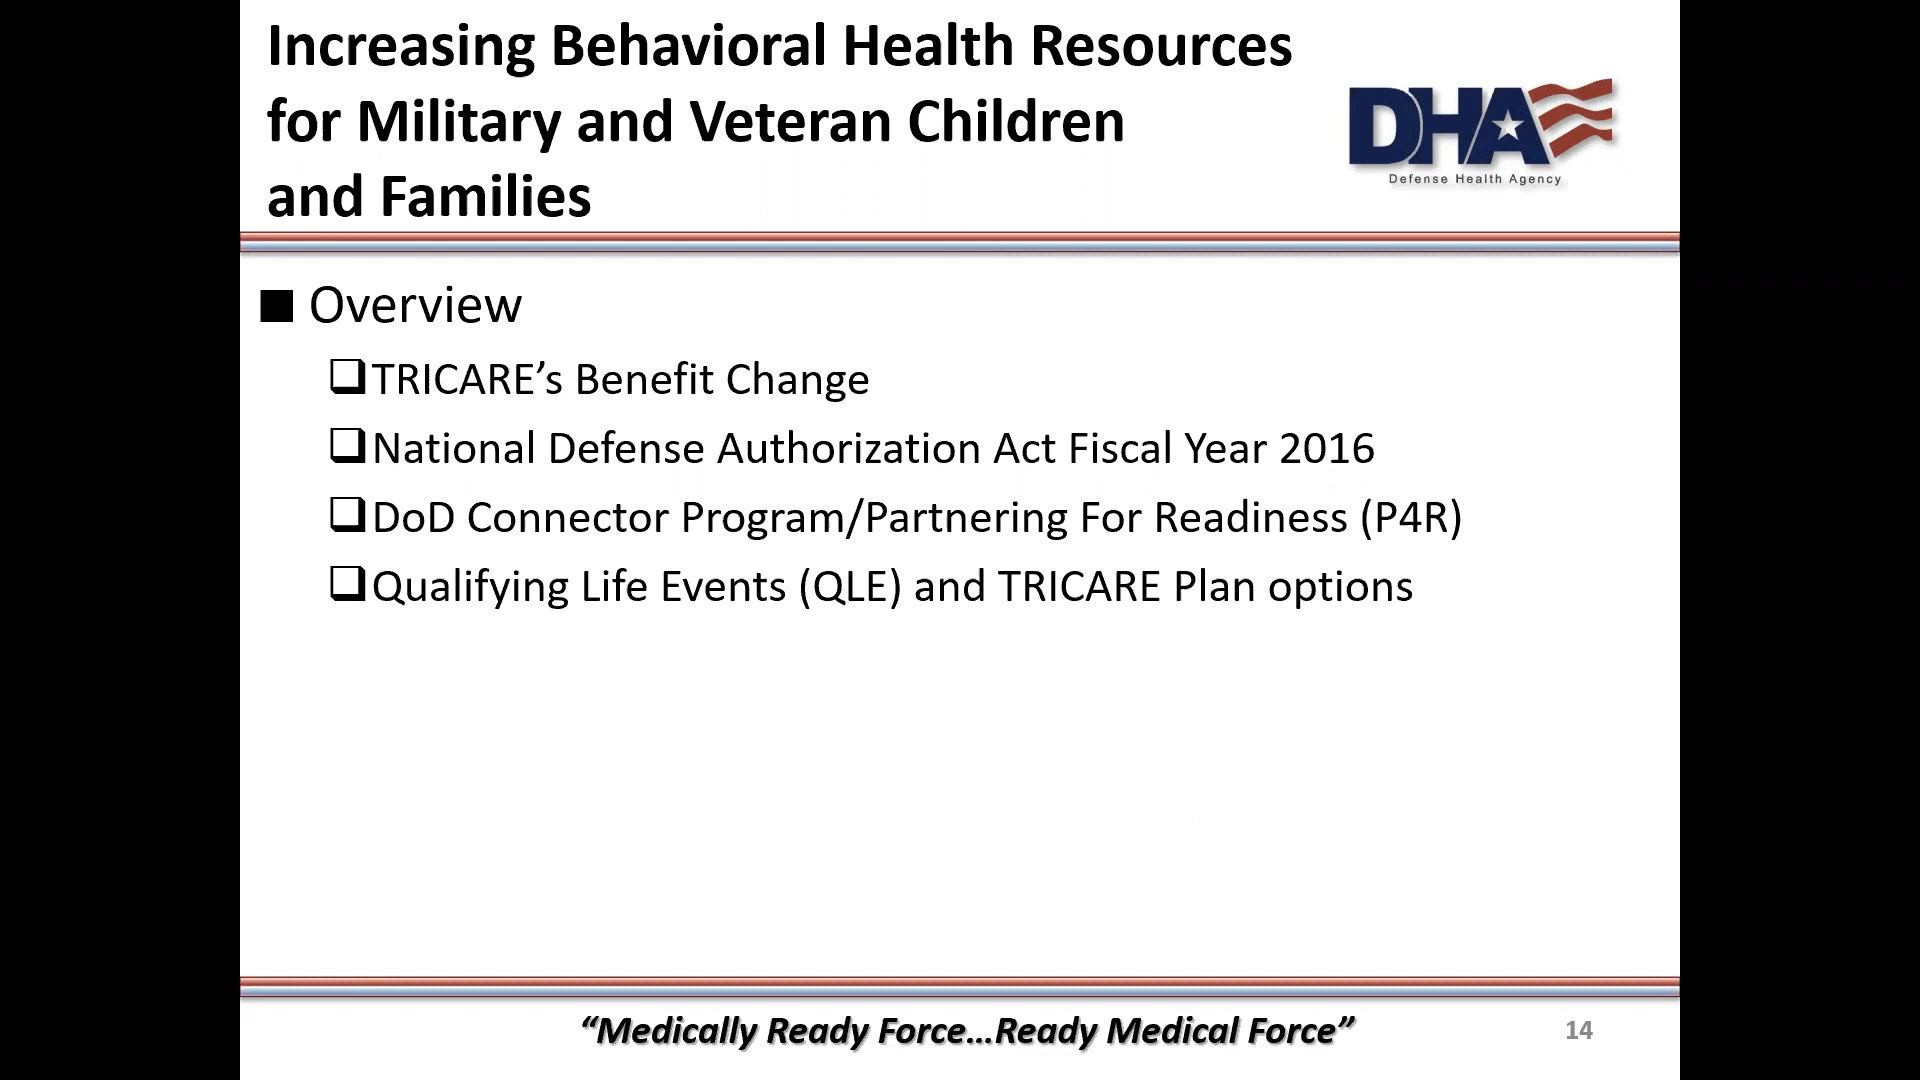 Increasing Behavioral Health Resources
for Military and Veteran Children
and Families
DHA
Defense Health Agency
Overview
TRICARE’s Benefit Change
National Defense Authorization Act Fiscal Year 2016
DoD Connector Program/Partnering For Readiness (P4R)
Qualifying Life Events (QLE) and TRICARE Plan options
“Medically Ready Force…Ready Medical Force”
14